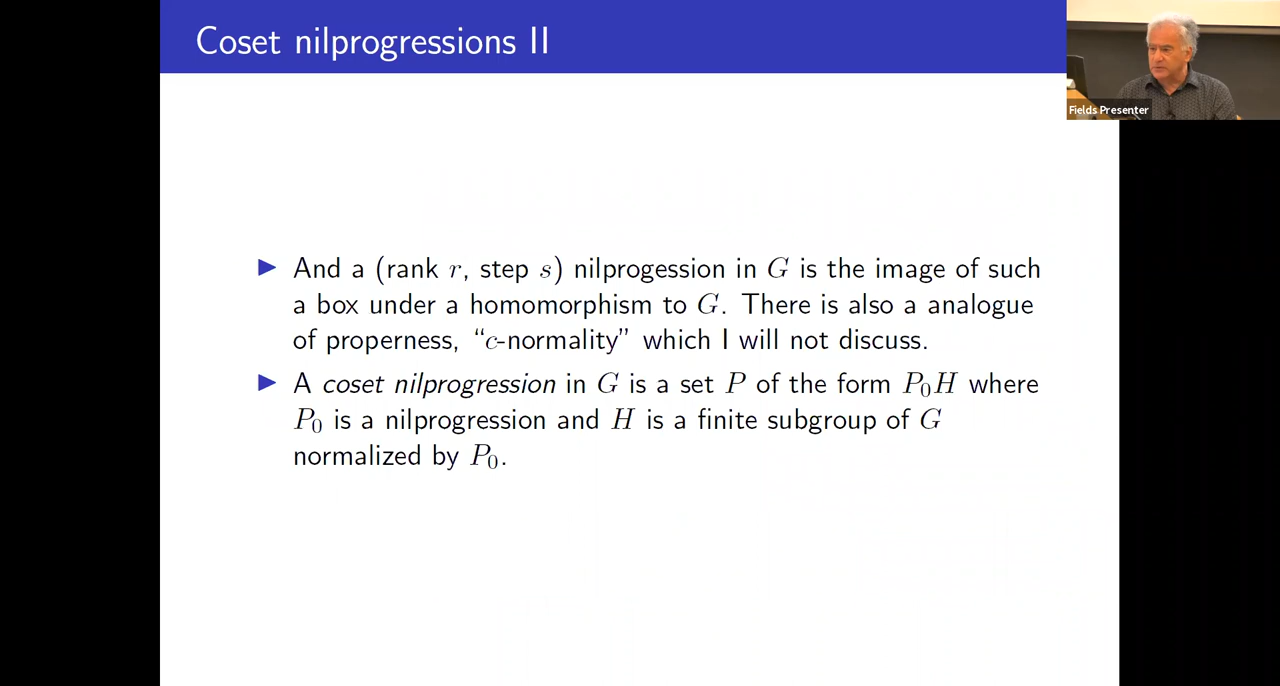 Coset nilprogressions II
Fields Presenter
▶ And a (rank r, step s) nilprogession in G is the image of such
a box under a homomorphism to G. There is also a analogue
of properness, “c-normality” which I will not discuss.
▶ A coset nilprogression in G is a set P of the form P₀H where
P₀ is a nilprogression and H is a finite subgroup of G
normalized by P₀.